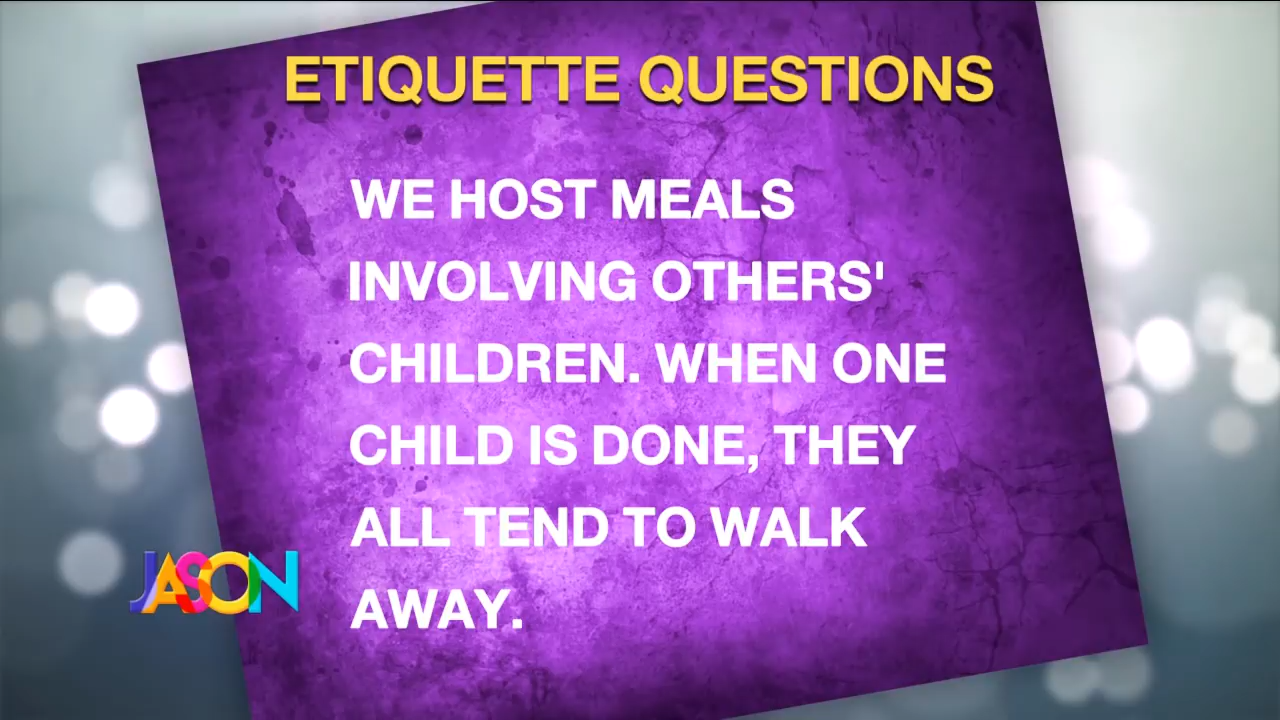 ETIQUETTE QUESTIONS
WE HOST MEALS
INVOLVING OTHERS'
CHILDREN. WHEN ONE
CHILD IS DONE, THEY
ALL TEND TO WALK
AWAY.
JASON